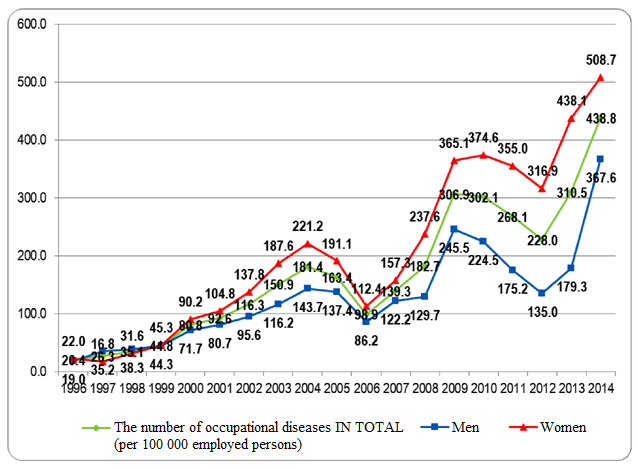 600.0
500.0
400.0
300.0
200.0
100.0
0.0
22.0 16.8 31.6 45.3 90.2 104.8 137.8 187.6 221.2 191.1 112.4 157.3 237.6 365.1 374.6 355.0 316.9 438.1 508.7
20.4 35.1 44.8 80.8 92.6 116.3 150.9 181.4 163.4 98.9 139.3 182.7 306.9 302.1 268.1 228.0 310.5 438.8
19.0 35.2 38.3 44.3 71.7 80.7 95.6 116.2 143.7 137.4 86.2 122.2 129.7 245.5 224.5 175.2 135.0 179.3 367.6
1996 1997 1998 1999 2000 2001 2002 2003 2004 2005 2006 2007 2008 2009 2010 2011 2012 2013 2014
The number of occupational diseases IN TOTAL Men Women
(per 100 000 employed persons)